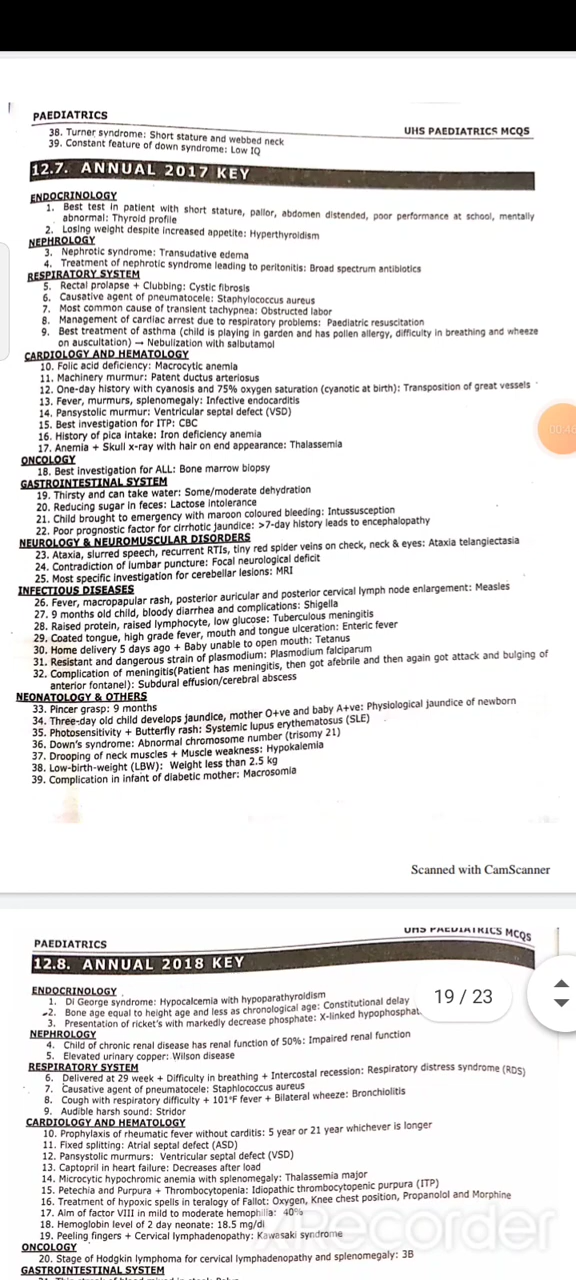 PAEDIATRICS
UHS PAEDIATRICS MCQS
38. Turner syndrome: Short stature and webbed neck
39. Constant feature of down syndrome: Low IQ
12.7. ANNUAL 2017 KEY
ENDOCRINOLOGY
1. Best test in patient with short stature, pallor, abdomen distended, poor performance at school, mentally
abnormal: Thyroid profile
2. Losing weight despite increased appetite: Hyperthyroidism
NEPHROLOGY
3. Nephrotic syndrome: Transudative edema
4. Treatment of nephrotic syndrome leading to peritonitis: Broad spectrum antibiotics
RESPIRATORY SYSTEM
5. Rectal prolapse + Clubbing: Cystic fibrosis
6. Causative agent of pneumatocele: Staphylococcus aureus
7. Most common cause of transient tachypnea: Obstructed labor
8. Management of cardiac arrest due to respiratory problems: Paediatric resuscitation
9. Best treatment of asthma (child is playing in garden and has pollen allergy, difficulty in breathing and wheeze
on auscultation) → Nebulization with salbutamol
CARDIOLOGY AND HEMATOLOGY
10. Folic acid deficiency: Macrocytic anemia
11. Machinery murmur: Patent ductus arteriosus
12. One-day history with cyanosis and 75% oxygen saturation (cyanotic at birth): Transposition of great vessels
13. Fever, murmurs, splenomegaly: Infective endocarditis
14. Pansystolic murmur: Ventricular septal defect (VSD)
15. Best investigation for ITP: CBC
16. History of pica intake: Iron deficiency anemia
17. Anemia + Skull x-ray with hair on end appearance: Thalassemia
ONCOLOGY
18. Best investigation for ALL: Bone marrow biopsy
GASTROINTESTINAL SYSTEM
19. Thirsty and can take water: Some/moderate dehydration
20. Reducing sugar in feces: Lactose intolerance
21. Child brought to emergency with maroon coloured bleeding: Intussusception
22. Poor prognostic factor for cirrhotic jaundice: >7-day history leads to encephalopathy
NEUROLOGY & NEUROMUSCULAR DISORDERS
23. Ataxia, slurred speech, recurrent RTIs, tiny red spider veins on cheek, neck & eyes: Ataxia telangiectasia
24. Contradiction of lumbar puncture: Focal neurological deficit
25. Most specific investigation for cerebellar lesions: MRI
INFECTIOUS DISEASES
26. Fever, macropapular rash, posterior auricular and posterior cervical lymph node enlargement: Measles
27. 9 months old child, bloody diarrhea and complications: Shigella
28. Raised protein, raised lymphocyte, low glucose: Tuberculous meningitis
29. Coated tongue, high grade fever, mouth and tongue ulceration: Enteric fever
30. Home delivery 5 days ago + Baby unable to open mouth: Tetanus
31. Resistant and dangerous strain of plasmodium: Plasmodium falciparum
32. Complication of meningitis(Patient has meningitis, then got afebrile and then again got attack and bulging of
anterior fontanel): Subdural effusion/cerebral abscess
NEONATOLOGY & OTHERS
33. Pincer grasp: 9 months
34. Three-day old child develops jaundice, mother O+ve and baby A+ve: Physiological jaundice of newborn
35. Photosensitivity + Butterfly rash: Systemic lupus erythematosus (SLE)
36. Down's syndrome: Abnormal chromosome number (trisomy 21)
37. Drooping of neck muscles + Muscle weakness: Hypokalemia
38. Low-birth-weight (LBW): Weight less than 2.5 kg
39. Complication in infant of diabetic mother: Macrosomia
00:46
Scanned with CamScanner
UHS PAEDIATRICS MCQS
PAEDIATRICS
12.8. ANNUAL 2018 KEY
19 / 23
ENDOCRINOLOGY
1. Di George syndrome: Hypocalcemia with hypoparathyroidism
2. Bone age equal to height age and less as chronological age: Constitutional delay
3. Presentation of ricket's with markedly decrease phosphate: X-linked hypophosphat
NEPHROLOGY
4. Child of chronic renal disease has renal function of 50%: Impaired renal function
5. Elevated urinary copper: Wilson disease
RESPIRATORY SYSTEM
6. Delivered at 29 week + Difficulty in breathing + Intercostal recession: Respiratory distress syndrome (RDS)
7. Causative agent of pneumatocele: Staphlococcus aureus
8. Cough with respiratory difficulty + 101°F fever + Bilateral wheeze: Bronchiolitis
9. Audible harsh sound: Stridor
CARDIOLOGY AND HEMATOLOGY
10. Prophylaxis of rheumatic fever without carditis: 5 year or 21 year whichever is longer
11. Fixed splitting: Atrial septal defect (ASD)
12. Pansystolic murmurs: Ventricular septal defect (VSD)
13. Captopril in heart failure: Decreases after load
14. Microcytic hypochromic anemia with splenomegaly: Thalassemia major
15. Petechia and Purpura + Thrombocytopenia: Idiopathic thrombocytopenic purpura (ITP)
16. Treatment of hypoxic spells in teralogy of Fallot: Oxygen, Knee chest position, Propanolol and Morphine
17. Aim of factor VIII in mild to moderate hemophilia: 40%
18. Hemoglobin level of 2 day neonate: 18.5 mg/dl
19. Peeling fingers + Cervical lymphadenopathy: Kawasaki syndrome
ONCOLOGY
20. Stage of Hodgkin lymphoma for cervical lymphadenopathy and splenomegaly: 3B
GASTROINTESTINAL SYSTEM
Recorder